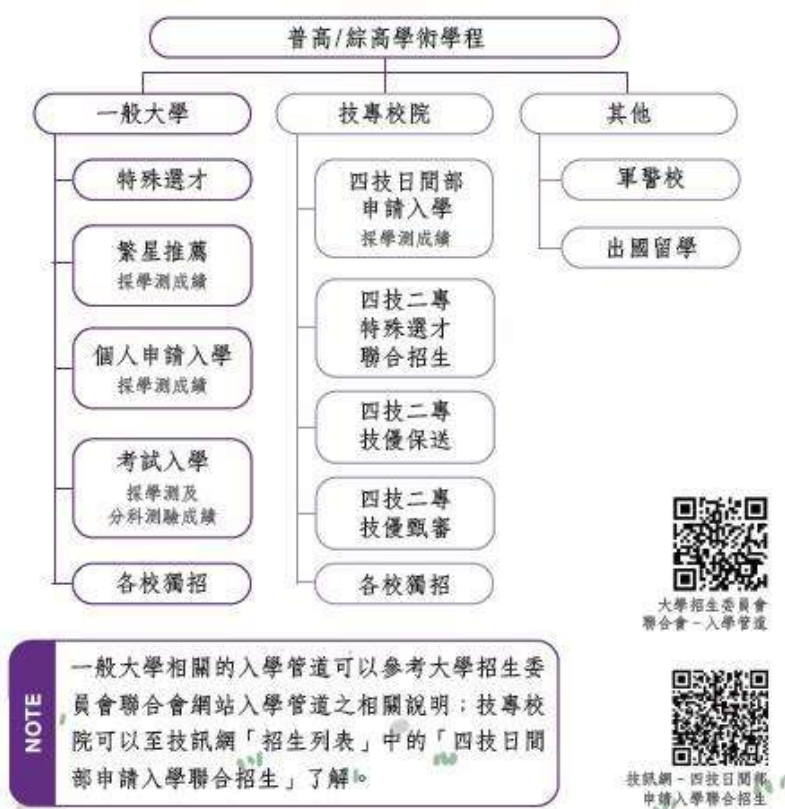 普高/綜高學術學程
一般大學
特殊選才
繁星推薦
採學測成績
個人申請入學
採學測成績
考試入學
採學測及
分科測驗成績
各校獨招
技專校院
四技日間部
申請入學
採學測成績
四技二專
特殊選才
聯合招生
四技二專
技優保送
四技二專
技優甄審
各校獨招
其他
軍警校
出國留學
大學招生委員會
聯合會－入學管道
NOTE
一般大學相關的入學管道可以參考大學招生委
員會聯合會網站入學管道之相關說明；技專校
院可以至技訊網「招生列表」中的「四技日間
部申請入學聯合招生」了解。
技訊網－四技日間部
申請入學聯合招生